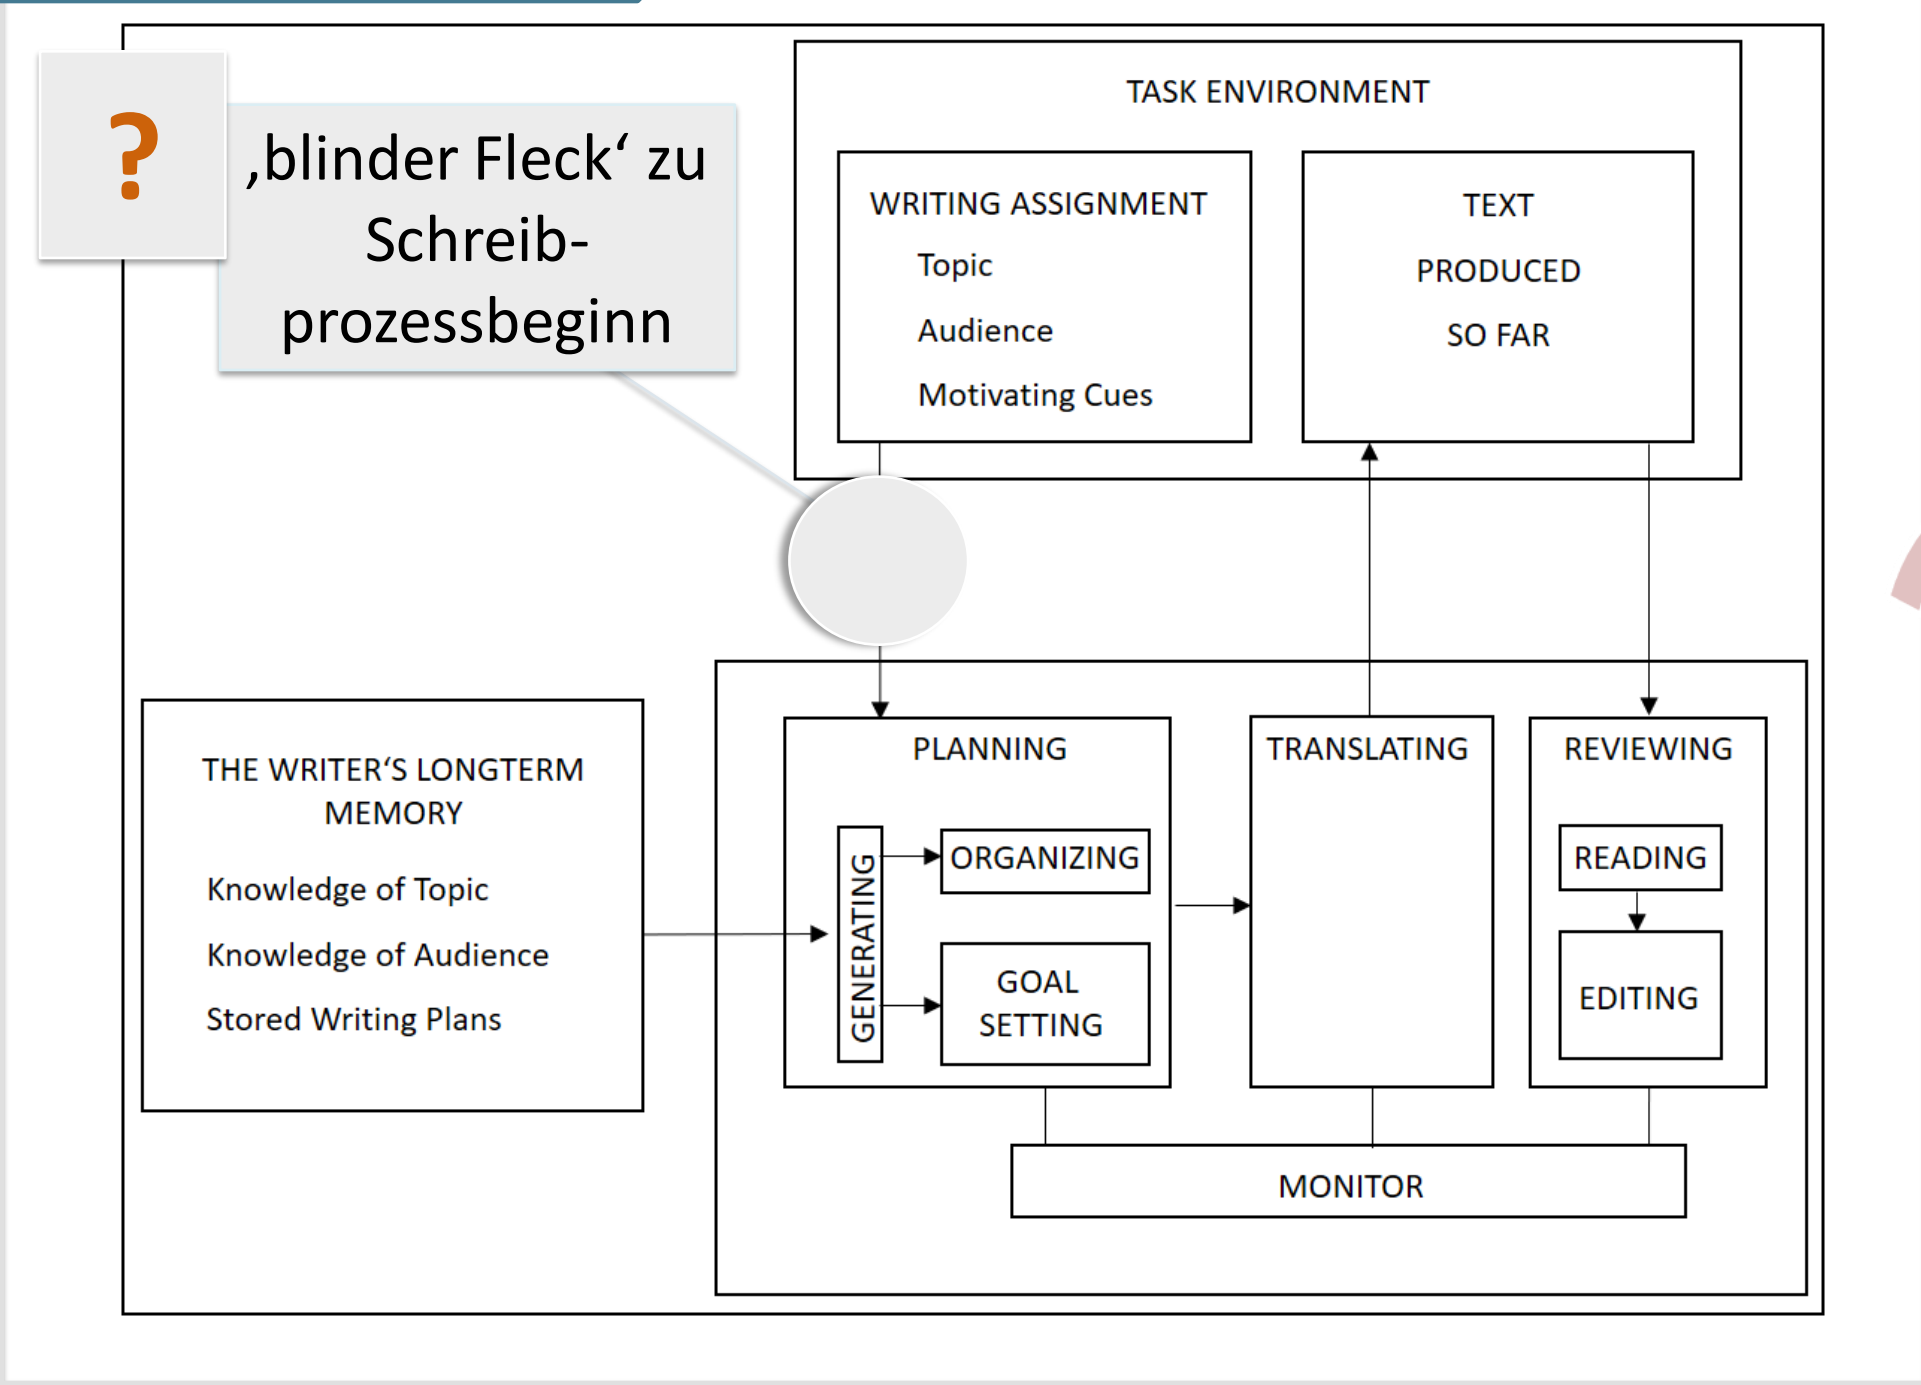 ?
‚blinder Fleck‘ zu
Schreib-
prozessbeginn
TASK ENVIRONMENT
WRITING ASSIGNMENT
Topic
Audience
Motivating Cues
TEXT
PRODUCED
SO FAR
THE WRITER‘S LONGTERM
MEMORY
Knowledge of Topic
Knowledge of Audience
Stored Writing Plans
PLANNING
GENERATING
ORGANIZING
GOAL
SETTING
TRANSLATING
REVIEWING
READING
EDITING
MONITOR